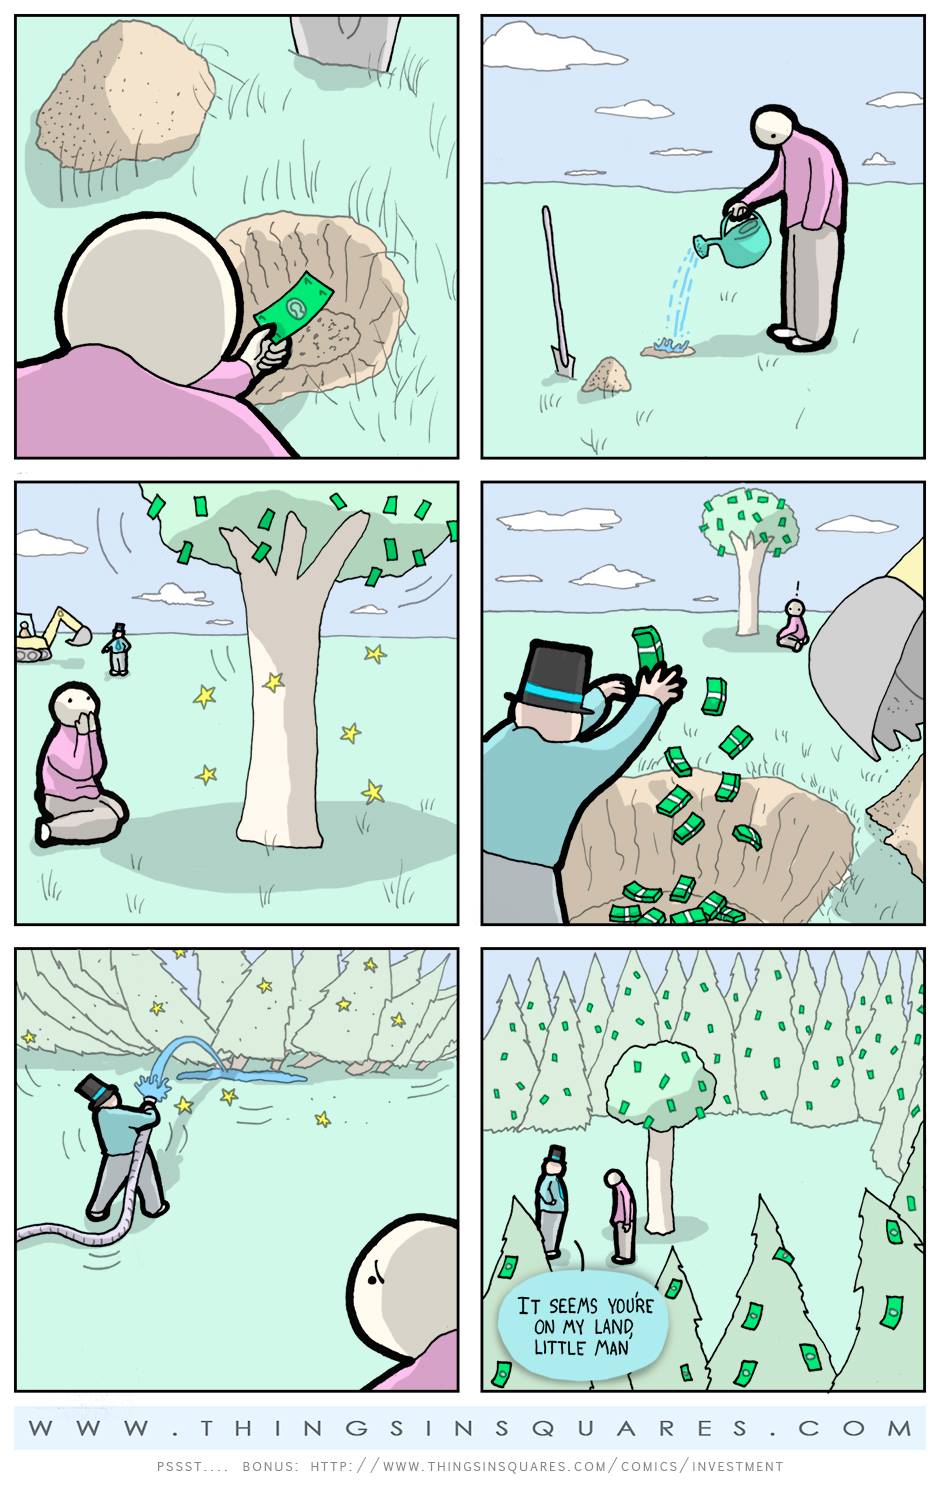 IT SEEMS YOU'RE
ON MY LAND,
LITTLE MAN
WWW.THINGSINSQUARES.COM
PSSST.... BONUS: HTTP://WWW.THINGSINSQUARES.COM/COMICS/INVESTMENT